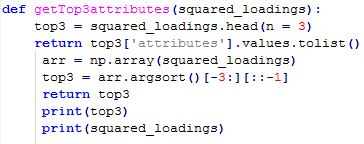 def getTop3attributes(squared_loadings):
    top3 = squared_loadings.head(n = 3)
    return top3['attributes'].values.tolist()
     arr = np.array(squared_loadings)
     top3 = arr.argsort()[-3:][::-1]
     return top3
     print(top3)
     print(squared_loadings)